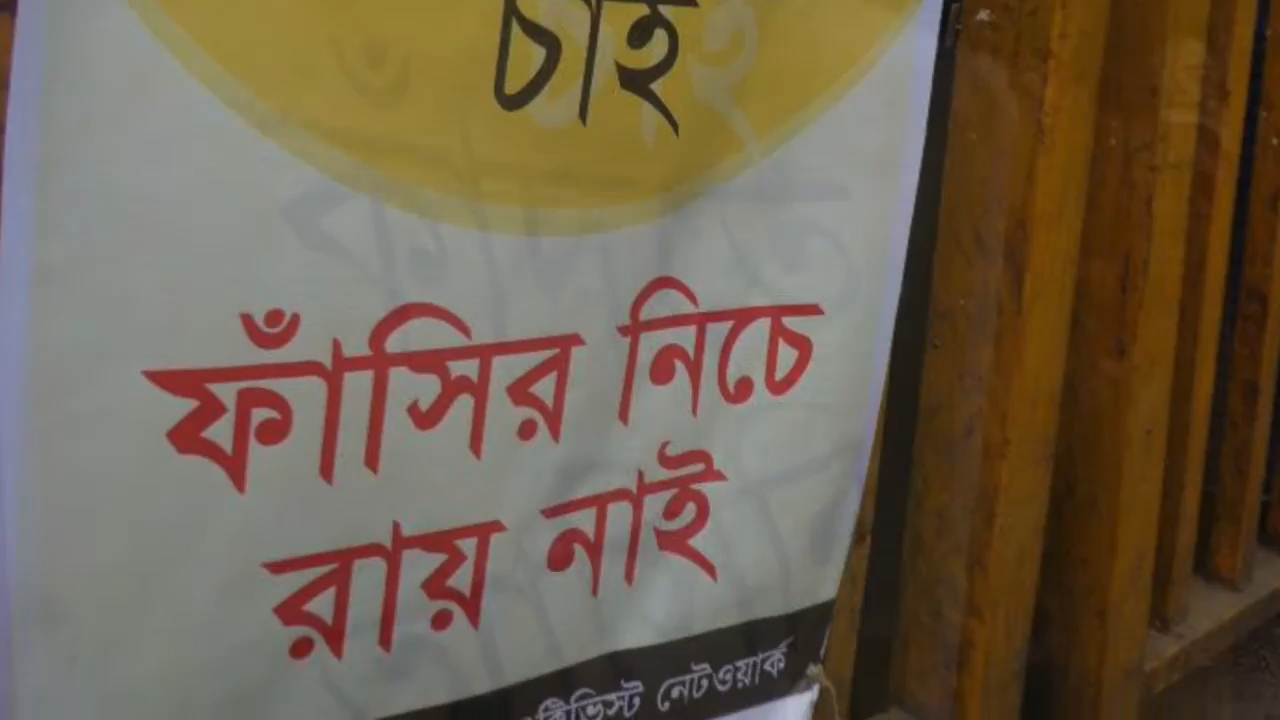 চাই
ফাঁসির নিচে
রায় নাই
নেটওয়ার্ক